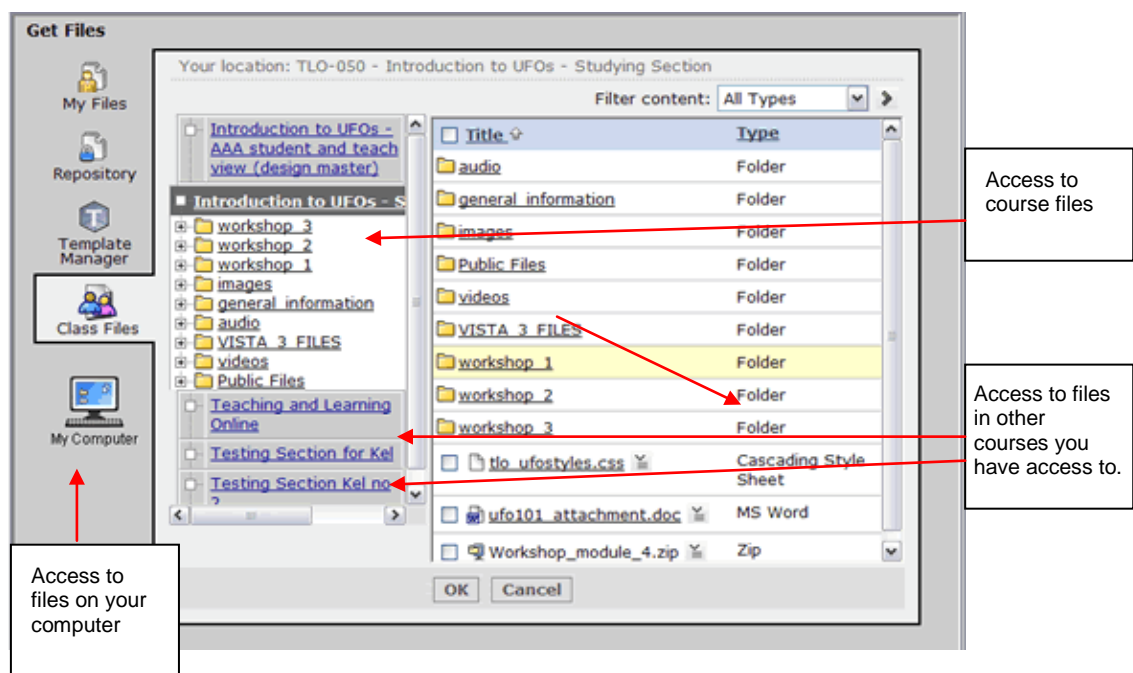 Get Files
My Files
Repository
Template
Manager
Class Files
My Computer
Your location: TLO-050 - Introduction to UFOs - Studying Section
Filter content: All Types
Introduction to UFOs -
AAA student and teach
view (design master)
Introduction to UFOs - S
workshop_3
workshop_2
workshop_1
images
general_information
audio
VISTA_3_FILES
videos
Public Files
Teaching and Learning
Online
Testing Section for Kel
Testing Section Kel no
2
Title Type
audio Folder
general_information Folder
images Folder
Public Files Folder
videos Folder
VISTA_3_FILES Folder
workshop_1 Folder
workshop_2 Folder
workshop_3 Folder
tlo_ufostyles.css Cascading Style
Sheet
ufo101_attachment.doc MS Word
Workshop_module_4.zip Zip
OK Cancel
Access to
course files
Access to files
in other
courses you
have access to.
Access to
files on your
computer